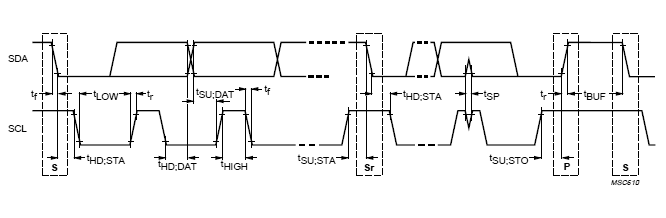 SDA
tf
tLOW
tr
tSU;DAT
tf
tHD;STA
tSP
tr
tBUF
SCL
S
tHD;STA
tHD;DAT
tHIGH
tSU;STA
Sr
tSU;STO
P
S
MSC610